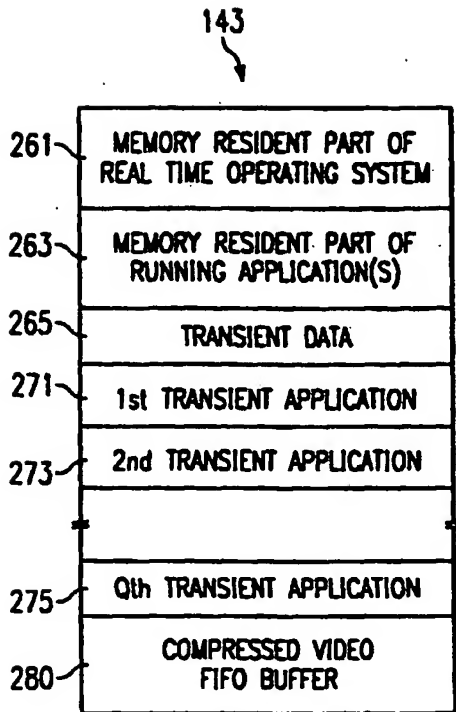 143
261
MEMORY RESIDENT PART OF
REAL TIME OPERATING SYSTEM
263
MEMORY RESIDENT PART OF
RUNNING APPLICATION(S)
265
TRANSIENT DATA
271
1st TRANSIENT APPLICATION
273
2nd TRANSIENT APPLICATION
275
Qth TRANSIENT APPLICATION
280
COMPRESSED VIDEO
FIFO BUFFER